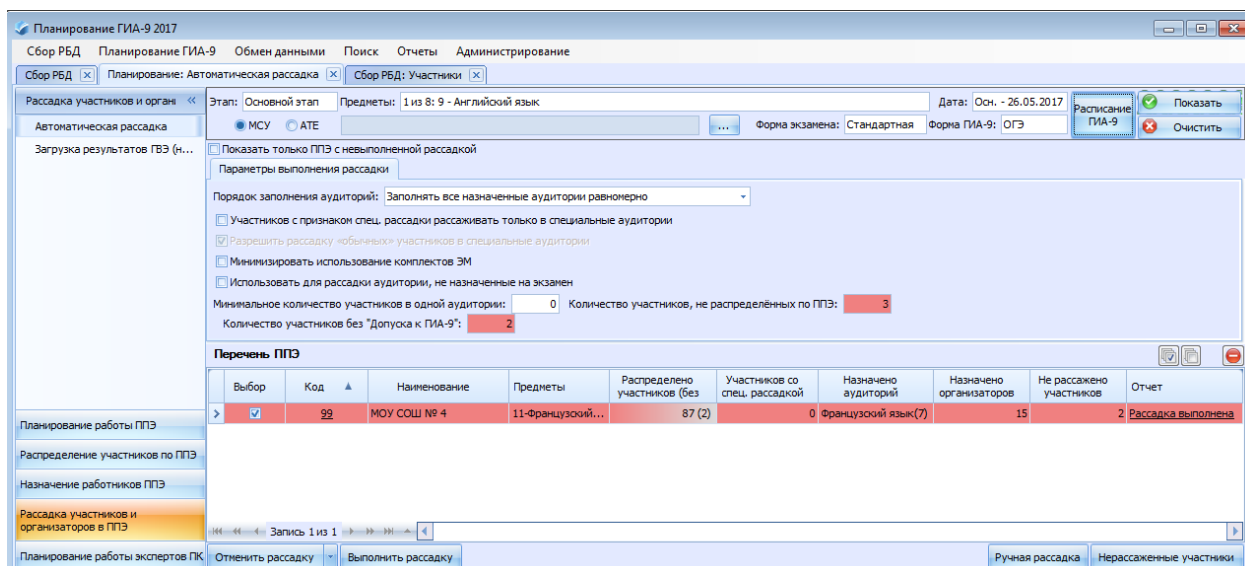 Планирование ГИА-9 2017
Сбор РБД Планирование ГИА-9 Обмен данными Поиск Отчеты Администрирование
Сбор РБД Планирование: Автоматическая рассадка Сбор РБД: Участники
Рассадка участников и органи
Автоматическая рассадка
Загрузка результатов ГВЭ (н...
Этап: Основной этап Предметы: 1 из 8: 9 - Английский язык Дата: Осн. - 26.05.2017 Расписание ГИА-9 Показать
МСУ АТЕ ... Форма экзамена: Стандартная Форма ГИА-9: ОГЭ Очистить
Показать только ППЭ с невыполненной рассадкой
Параметры выполнения рассадки
Порядок заполнения аудиторий: Заполнять все назначенные аудитории равномерно
Участников с признаком спец. рассадки рассаживать только в специальные аудитории
Разрешить рассадку «обычных» участников в специальные аудитории
Минимизировать использование комплектов ЭМ
Использовать для рассадки аудитории, не назначенные на экзамен
Минимальное количество участников в одной аудитории: 0 Количество участников, не распределённых по ППЭ: 3
Количество участников без "Допуска к ГИА-9": 2
Перечень ППЭ
Выбор Код Наименование Предметы Распределено участников (без Участников со спец. рассадкой Назначено аудиторий Назначено организаторов Не рассажено участников Отчет
99 МОУ СОШ № 4 11-Французский... 87 (2) 0 Французский язык(7) 15 2 Рассадка выполнена
Планирование работы ППЭ
Распределение участников по ППЭ
Назначение работников ППЭ
Рассадка участников и
организаторов в ППЭ
Планирование работы экспертов ПК
Запись 1 из 1
Отменить рассадку Выполнить рассадку Ручная рассадка Нерассаженные участники